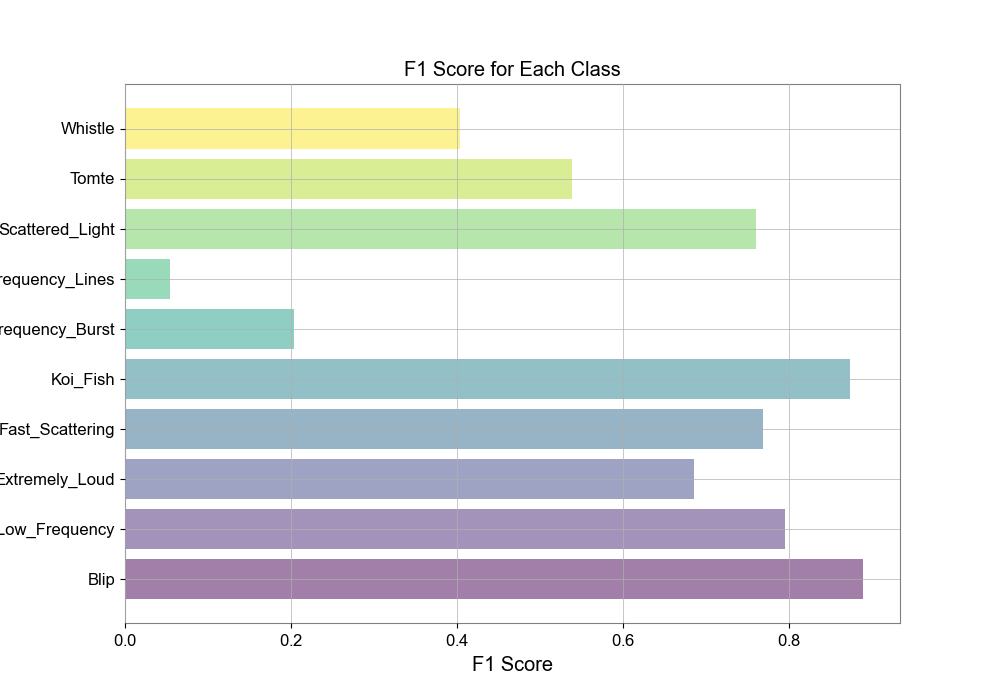 F1 Score for Each Class
Whistle
Tomte
Scattered_Light
requency_Lines
requency_Burst
Koi_Fish
Fast_Scattering
Extremely_Loud
Low_Frequency
Blip
0.0 0.2 0.4 0.6 0.8
F1 Score